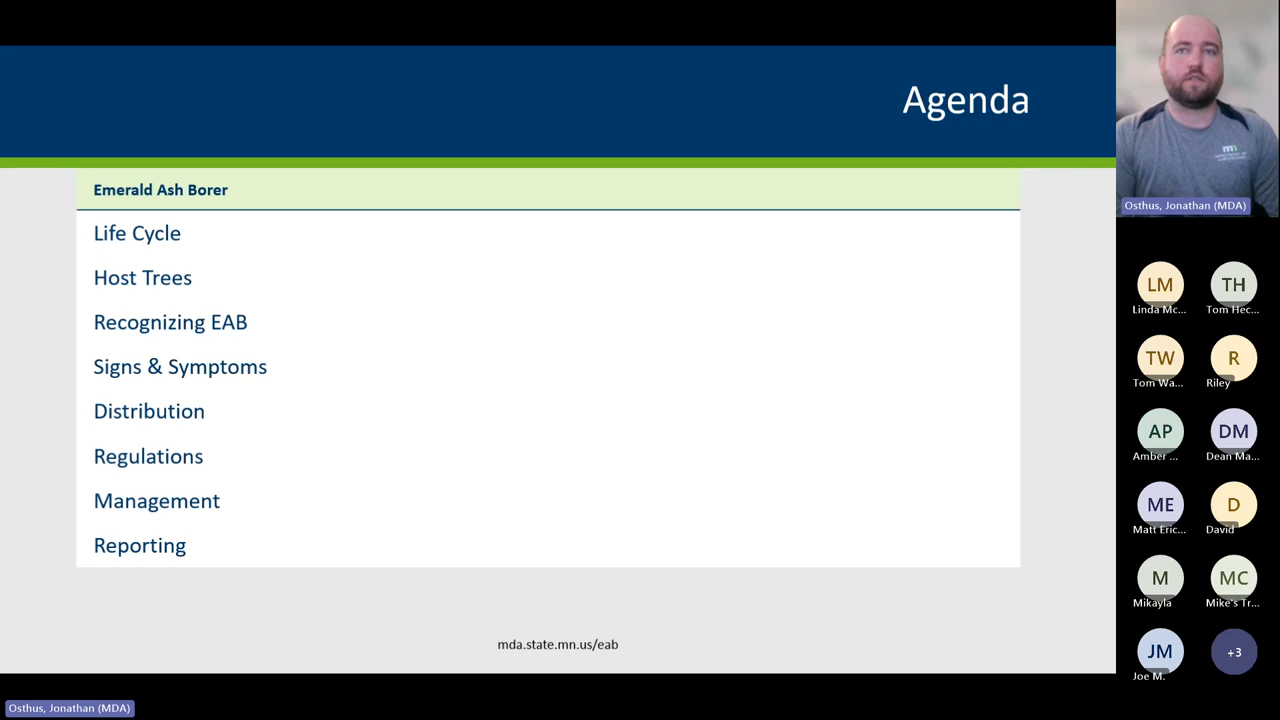 Agenda
Emerald Ash Borer
Life Cycle
Host Trees
Recognizing EAB
Signs & Symptoms
Distribution
Regulations
Management
Reporting
mda.state.mn.us/eab
Osthus, Jonathan (MDA)
mn
Osthus, Jonathan (MDA)
LM
TH
Linda Mc...
Tom Hec...
TW
R
Tom Wa...
Riley
AP
DM
Amber ...
Dean Ma...
ME
D
Matt Eric...
David
M
MC
Mikayla
Mike's Tr...
JM
+3
Joe M.